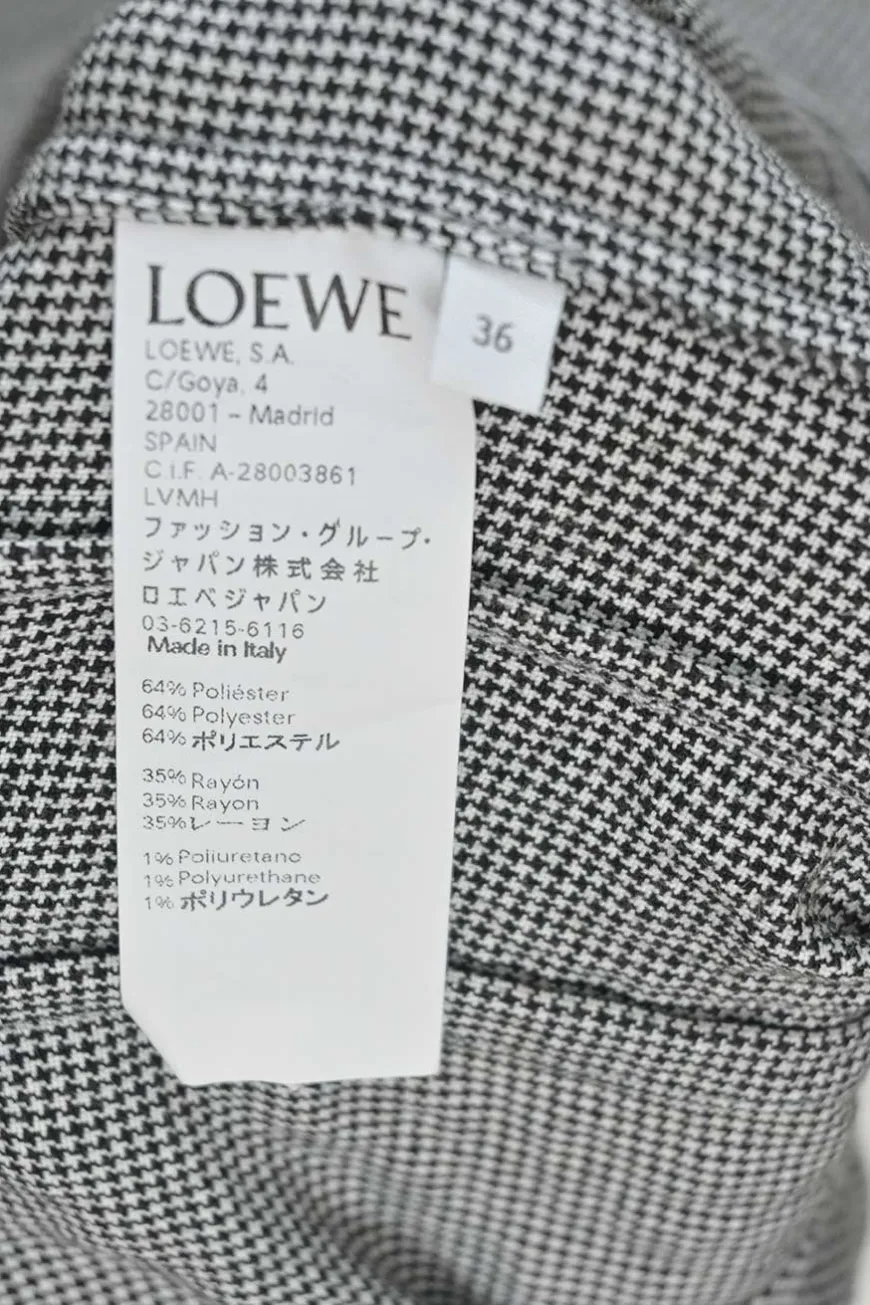 LOEWE
36
LOEWE, S.A.
C/Goya, 4
28001 – Madrid
SPAIN
C.I.F. A-28003861
LVMH
ファッション・グループ・
ジャパン株式会社
ロエベジャパン
03-6215-6116
Made in Italy
64% Poliéster
64% Polyester
64% ポリエステル
35% Rayón
35% Rayon
35% レーヨン
1% Poliuretano
1% Polyurethane
1% ポリウレタン